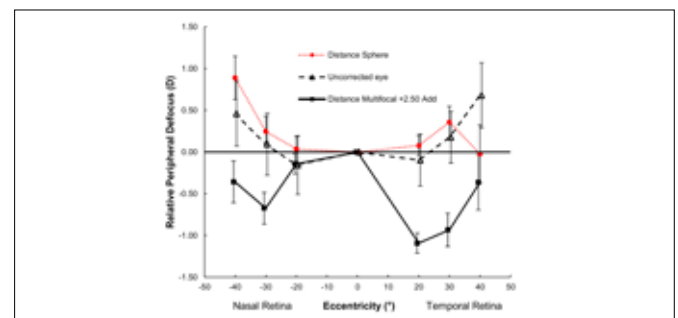 1.50
Distance Sphere
1.00
Uncorrected eye
Distance Multifocal +2.50 Add
0.50
0.00
-0.50
-1.00
-1.50
Relative Peripheral Defocus (D)
-50 -40 -30 -20 -10 0 10 20 30 40 50
Nasal Retina Eccentricity (°) Temporal Retina